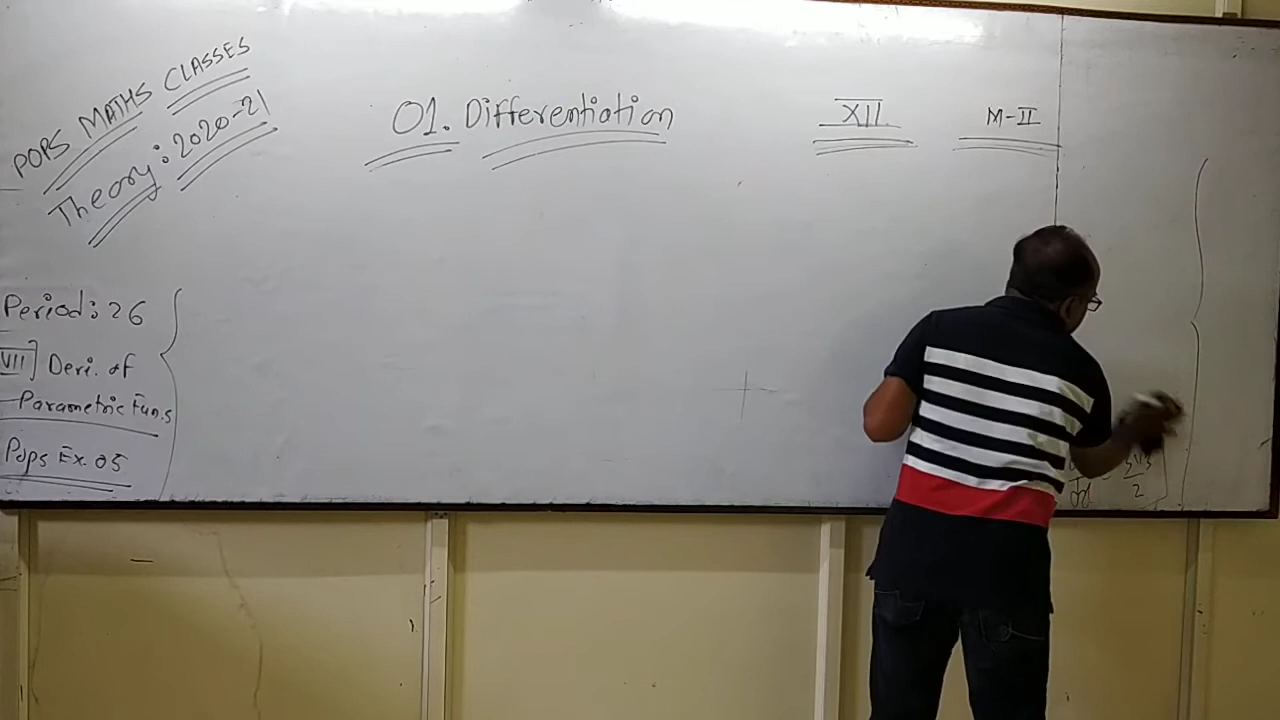 POPS MATHS CLASSES
Theory: 2020-21
01. Differentiation
XII
M-II
Period: 26
VII] Deri. of
Parametric Fun.s
Pops Ex. 05
2